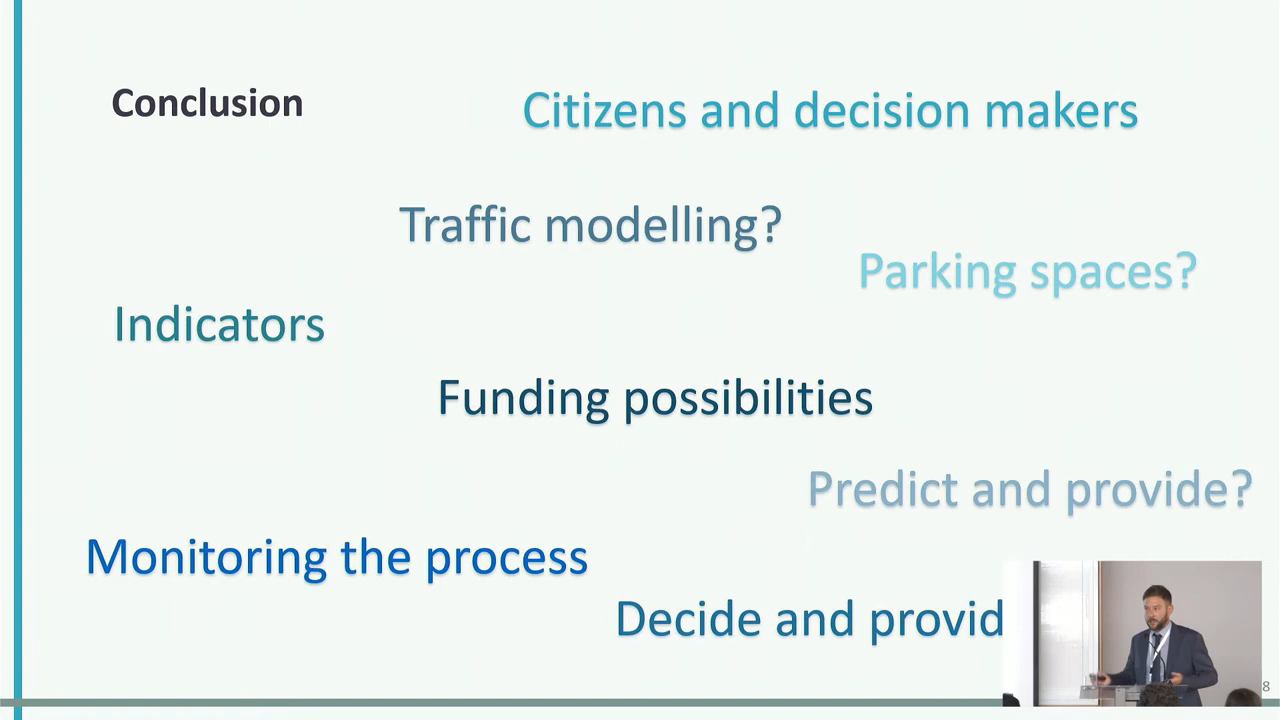 Conclusion
Citizens and decision makers
Traffic modelling?
Parking spaces?
Indicators
Funding possibilities
Predict and provide?
Monitoring the process
Decide and provid
8